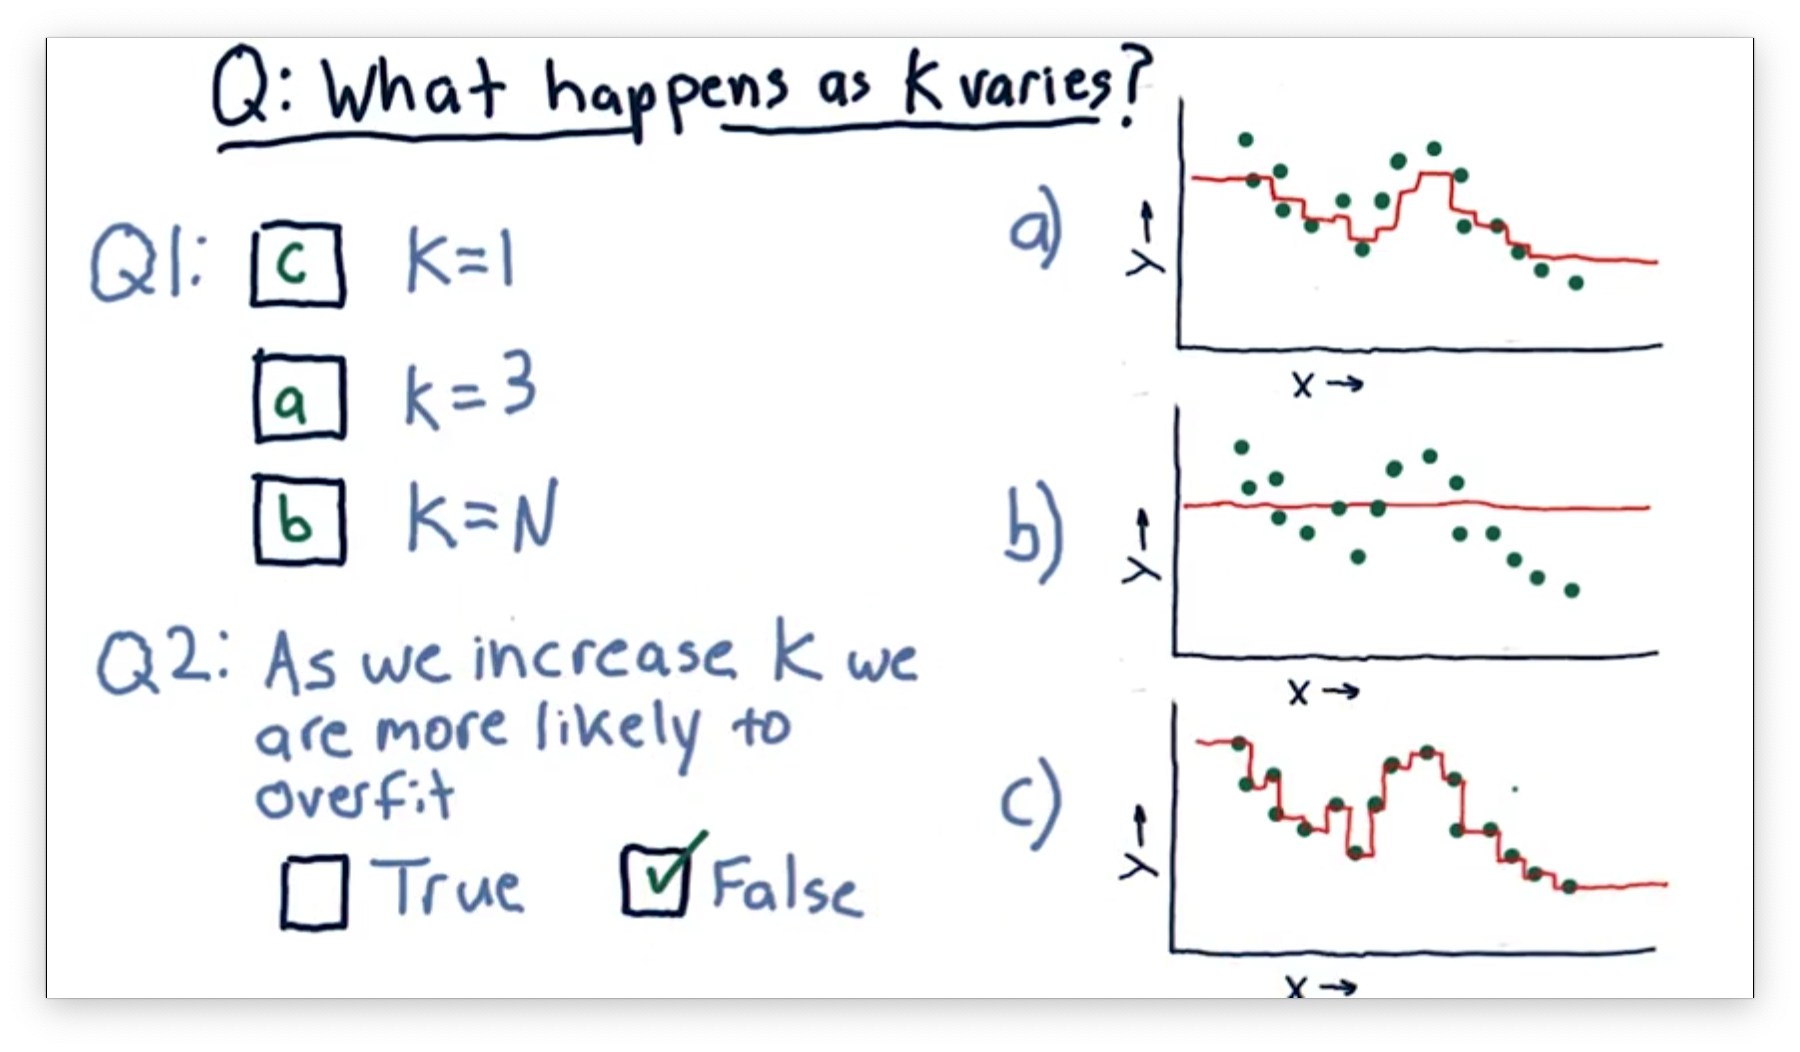 Q: What happens as K varies?
Q1: c K=1
a K=3
b K=N
Q2: As we increase K we
are more likely to
overfit
True ✓ False
a)
Y→
X→
b)
Y→
X→
c)
Y→
X→